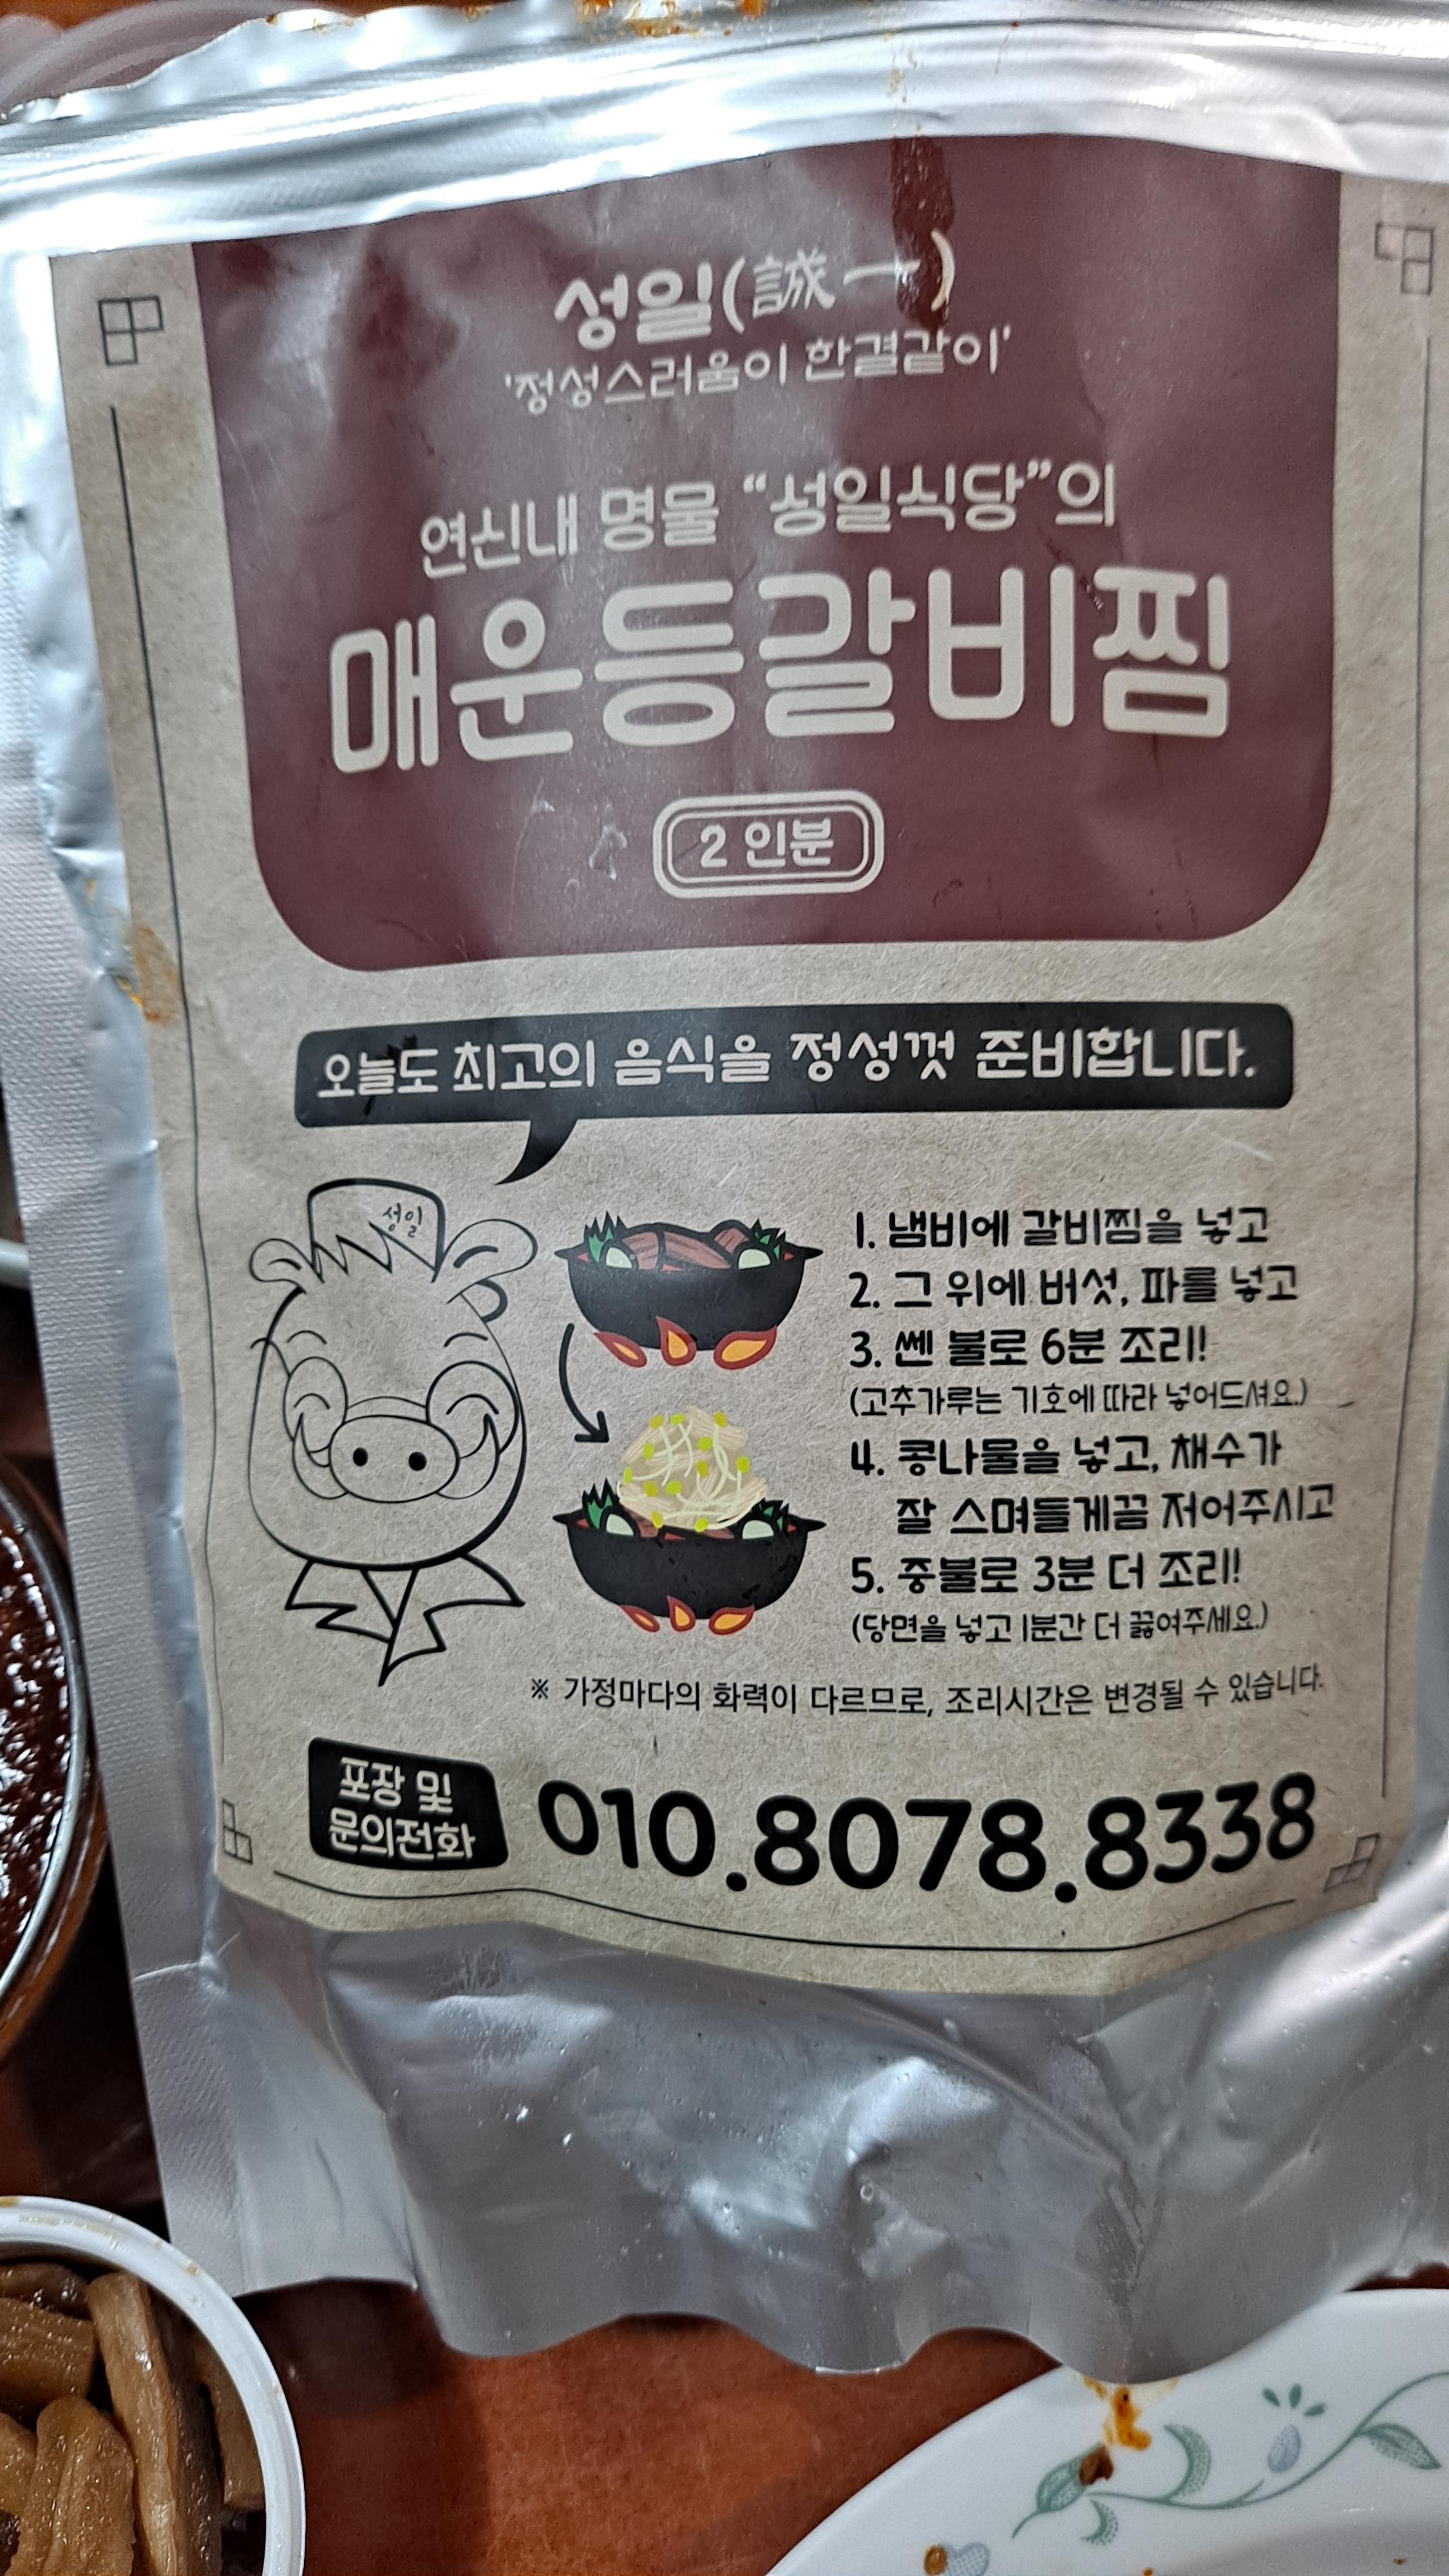 성일(誠一)
'정성스러움이 한결같이'
연신내 명물 “성일식당”의
매운등갈비찜
2 인분
오늘도 최고의 음식을 정성껏 준비합니다.
성일
1. 냄비에 갈비찜을 넣고
2. 그 위에 버섯, 파를 넣고
3. 쎈 불로 6분 조리!
(고추가루는 기호에 따라 넣어드셔요.)
4. 콩나물을 넣고, 채수가
잘 스며들게끔 저어주시고
5. 중불로 3분 더 조리!
(당면을 넣고 1분간 더 끓여주세요.)
※ 가정마다의 화력이 다르므로, 조리시간은 변경될 수 있습니다.
포장 및
문의전화
010.8078.8338